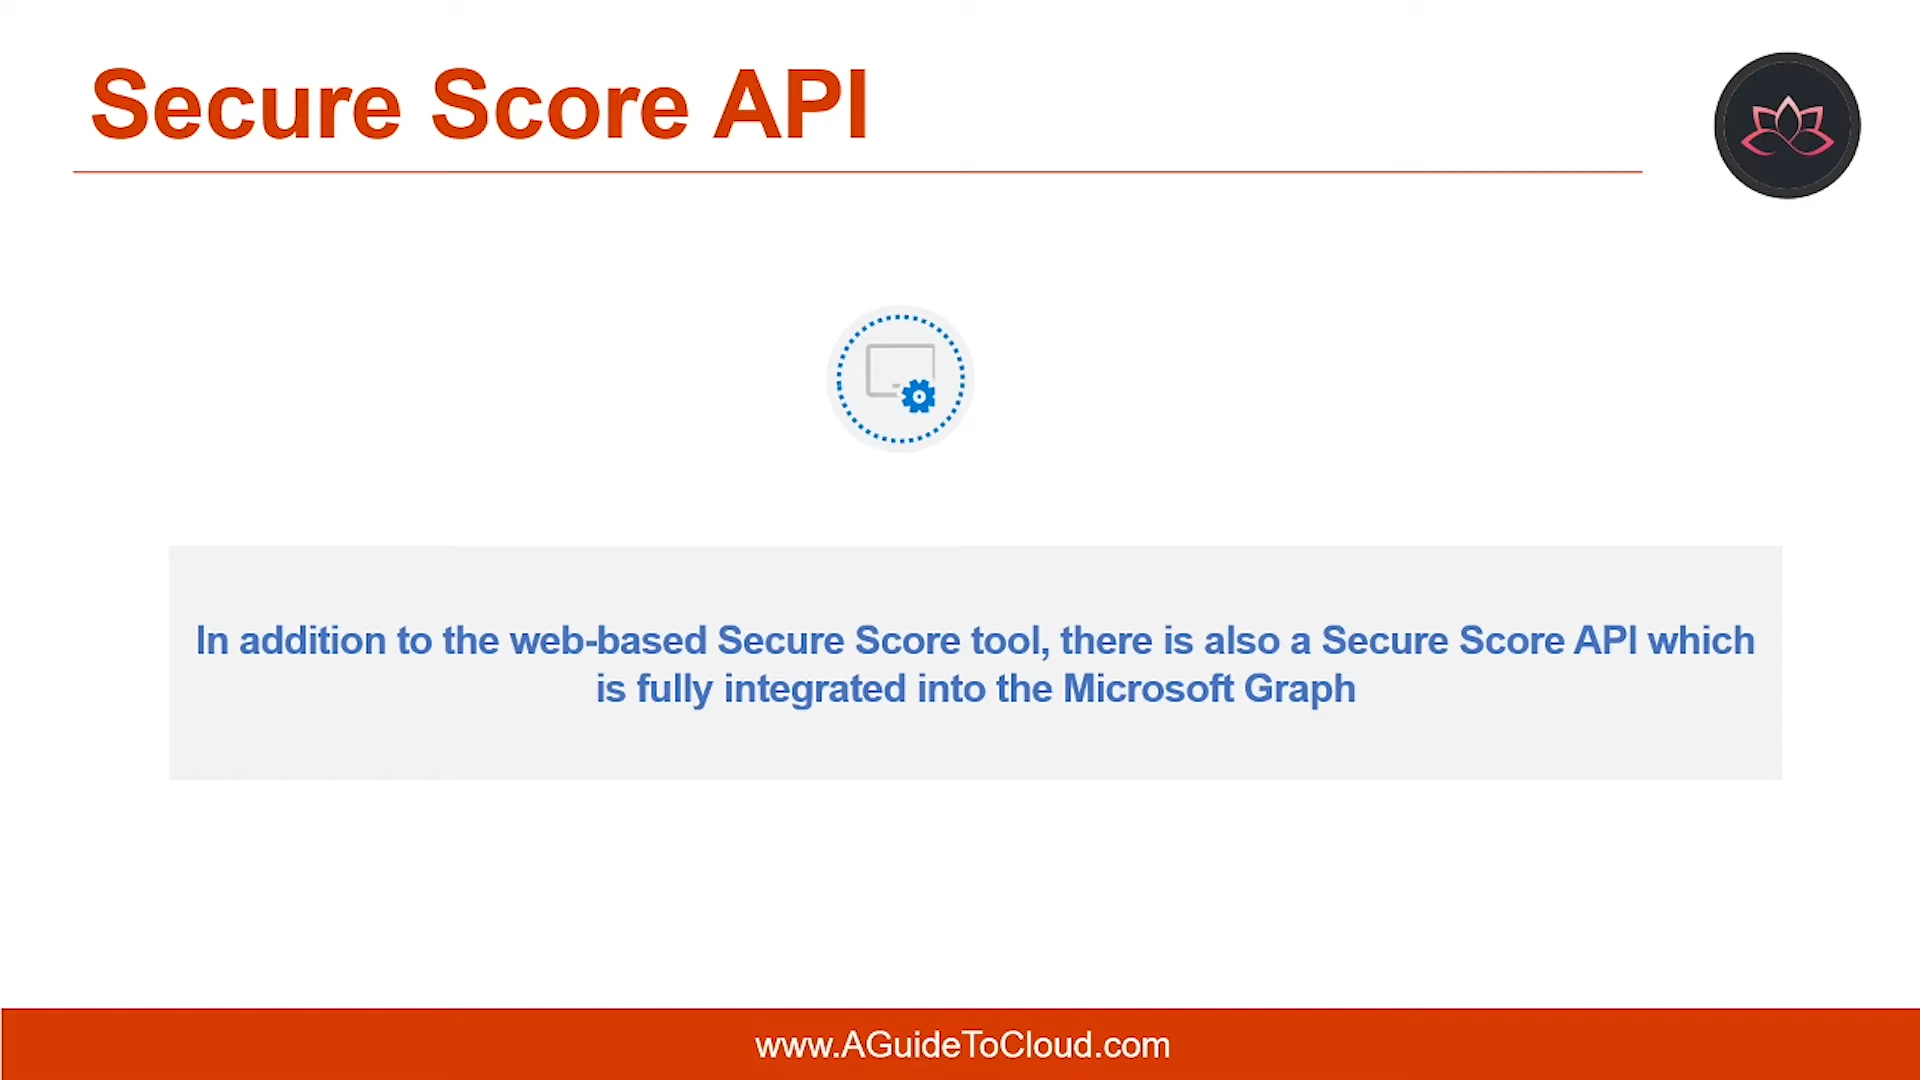 Secure Score API
In addition to the web-based Secure Score tool, there is also a Secure Score API which
is fully integrated into the Microsoft Graph
www.AGuideToCloud.com